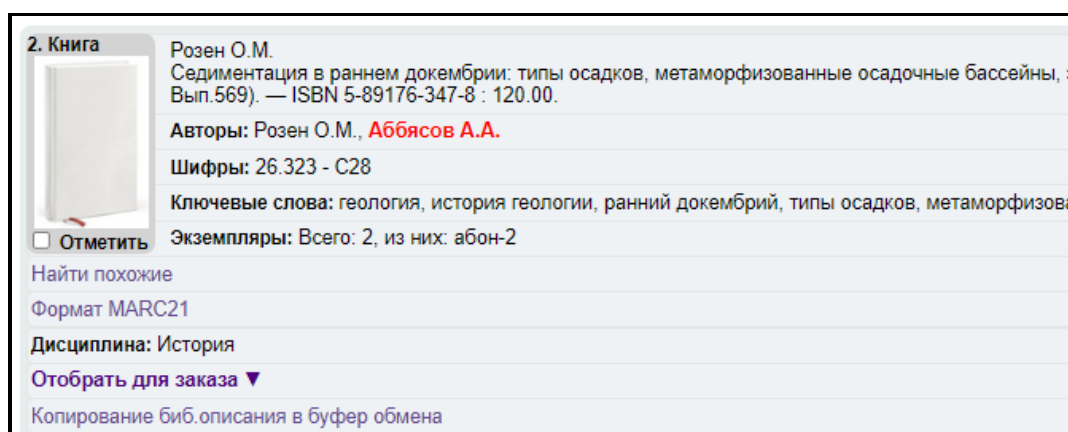 2. Книга
Розен О.М.
Седиментация в раннем докембрии: типы осадков, метаморфизованные осадочные бассейны,
Вып.569). — ISBN 5-89176-347-8 : 120.00.
Авторы: Розен О.М., Аббясов А.А.
Шифры: 26.323 - С28
Ключевые слова: геология, история геологии, ранний докембрий, типы осадков, метаморфизова
Экземпляры: Всего: 2, из них: абон-2
Отметить
Найти похожие
Формат MARC21
Дисциплина: История
Отобрать для заказа ▼
Копирование биб.описания в буфер обмена